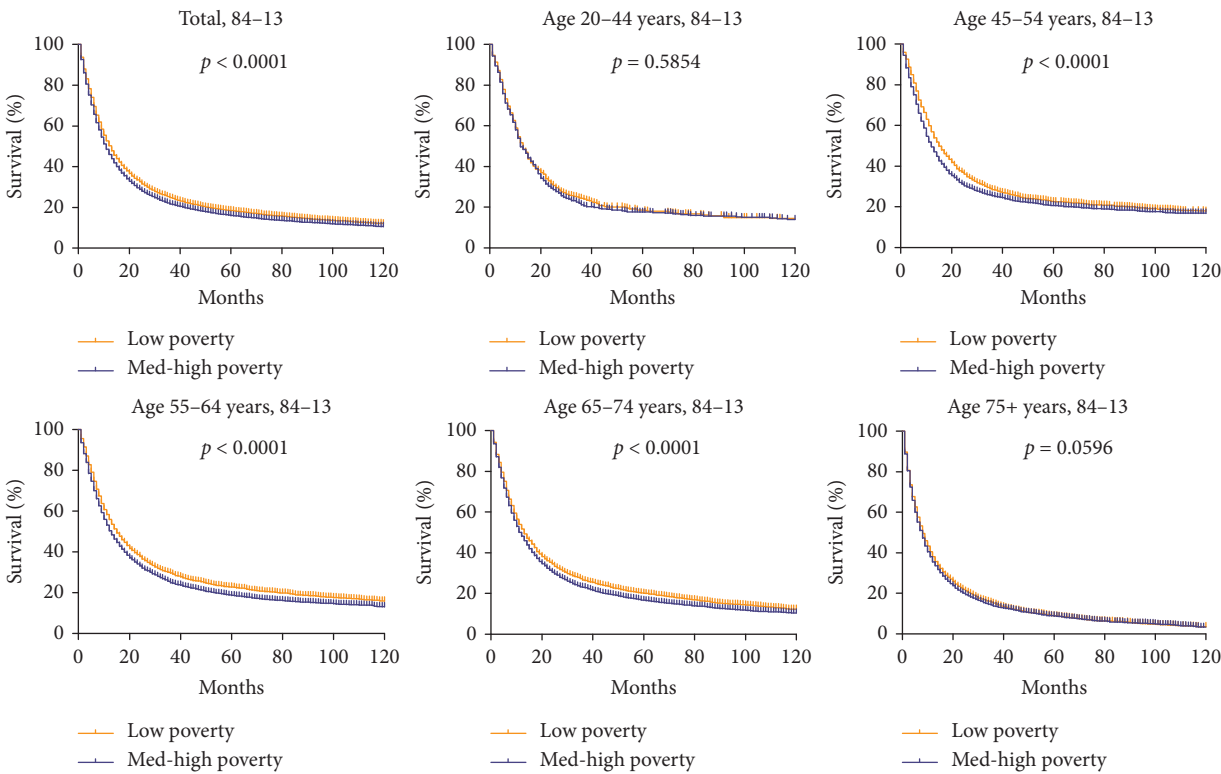 Total, 84–13
p < 0.0001
Survival (%)
100
80
60
40
20
0
0 20 40 60 80 100 120
Months
Low poverty
Med-high poverty
Age 20–44 years, 84–13
p = 0.5854
Survival (%)
100
80
60
40
20
0
0 20 40 60 80 100 120
Months
Low poverty
Med-high poverty
Age 45–54 years, 84–13
p < 0.0001
Survival (%)
100
80
60
40
20
0
0 20 40 60 80 100 120
Months
Low poverty
Med-high poverty
Age 55–64 years, 84–13
p < 0.0001
Survival (%)
100
80
60
40
20
0
0 20 40 60 80 100 120
Months
Low poverty
Med-high poverty
Age 65–74 years, 84–13
p < 0.0001
Survival (%)
100
80
60
40
20
0
0 20 40 60 80 100 120
Months
Low poverty
Med-high poverty
Age 75+ years, 84–13
p = 0.0596
Survival (%)
100
80
60
40
20
0
0 20 40 60 80 100 120
Months
Low poverty
Med-high poverty